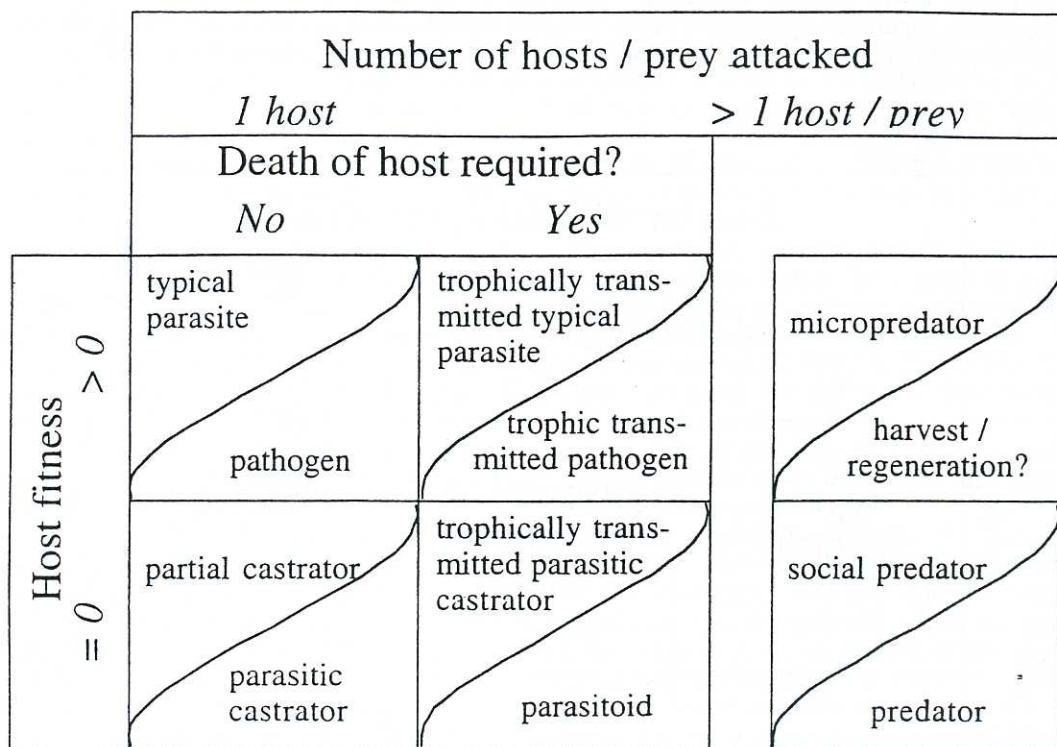 Number of hosts / prey attacked
1 host > 1 host / prey
Death of host required?
No Yes
Host fitness
> 0
= 0
typical
parasite
pathogen
trophically trans-
mitted typical
parasite
trophic trans-
mitted pathogen
micropredator
harvest /
regeneration?
partial castrator
parasitic
castrator
trophically trans-
mitted parasitic
castrator
parasitoid
social predator
predator